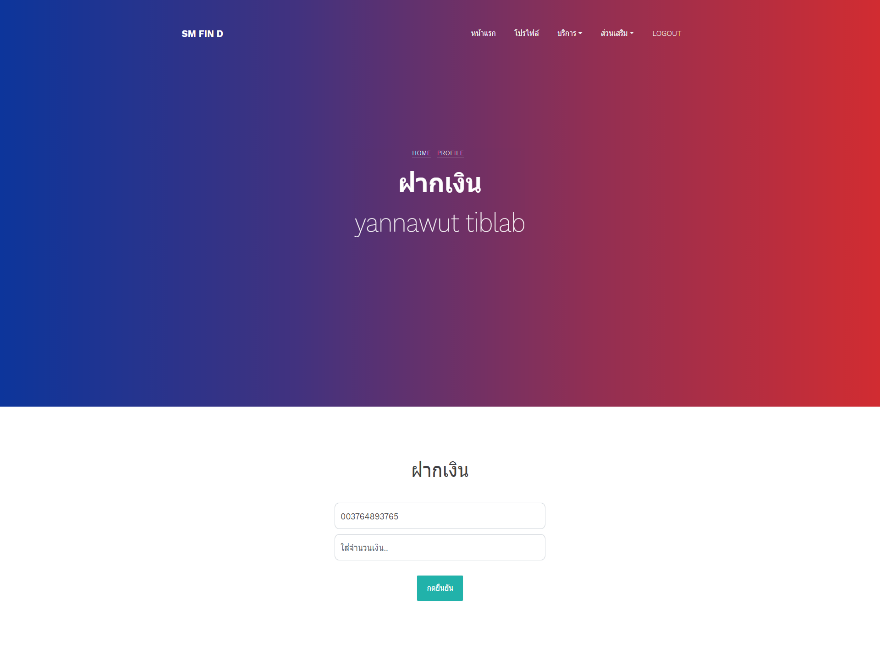 SM FIN D
หน้าแรก โปรไฟล์ บริการ ส่วนเสริม LOGOUT
HOME PROFILE
ฝากเงิน
yannawut tiblab
ฝากเงิน
003764893765
ใส่จำนวนเงิน...
กดยืนยัน